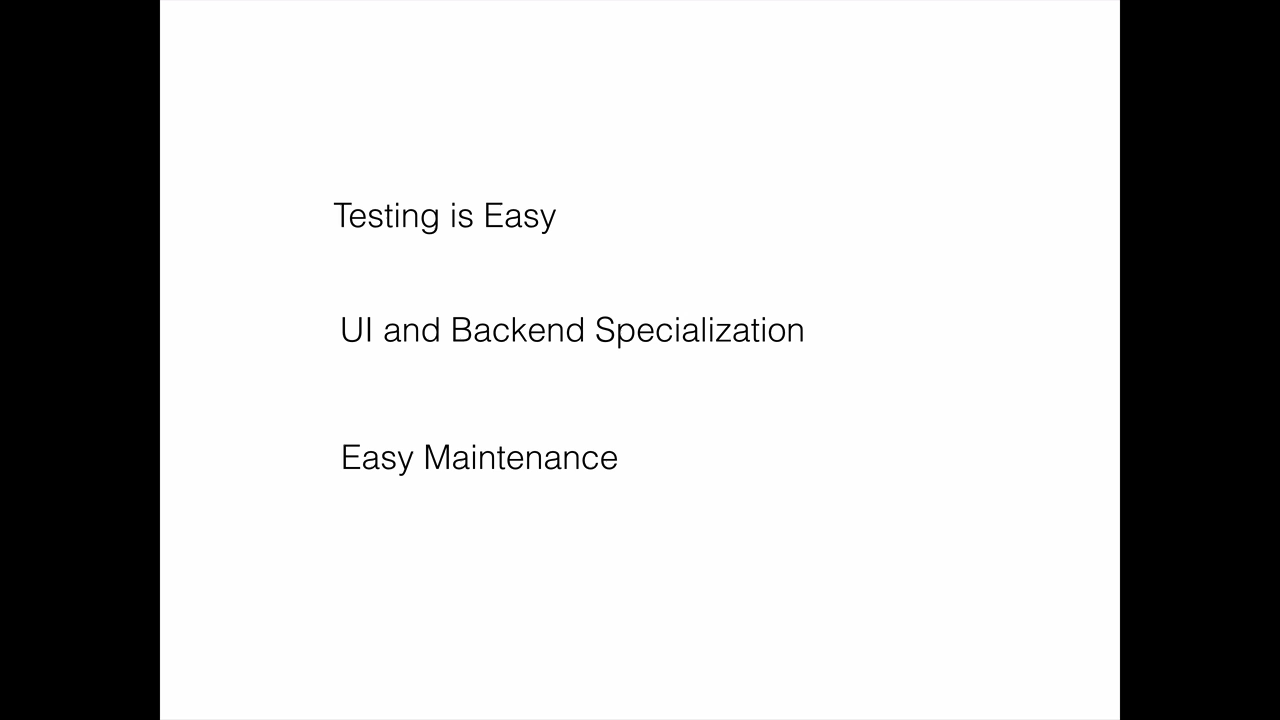 Testing is Easy
UI and Backend Specialization
Easy Maintenance